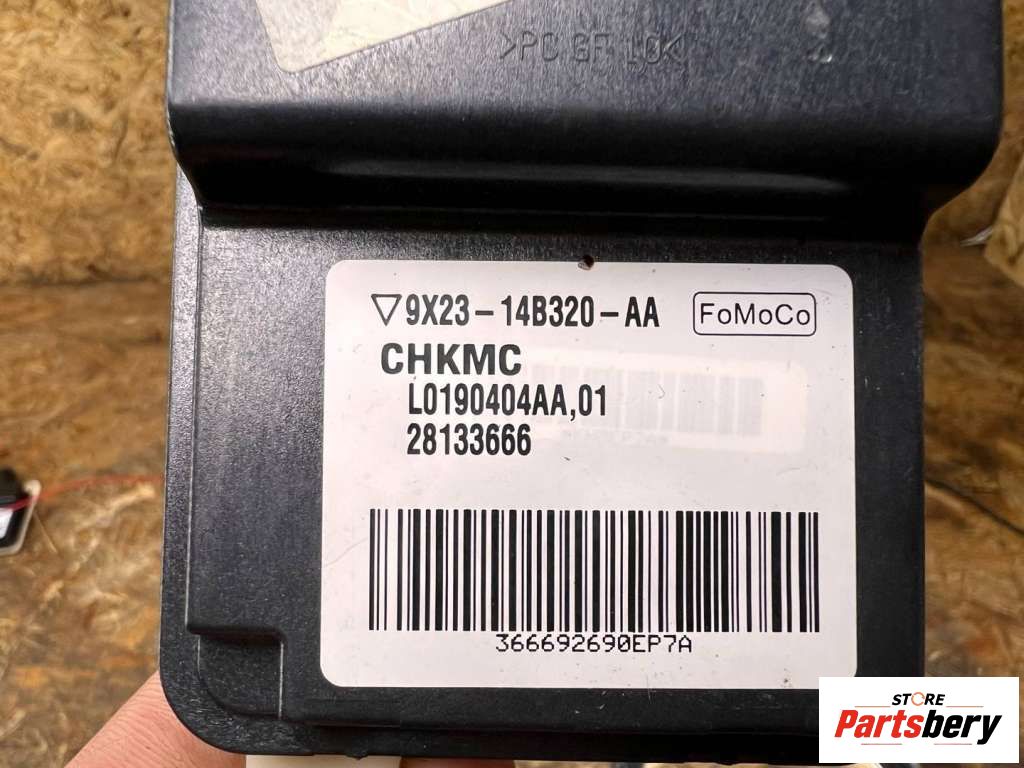 >PC GF 10<
▽9X23-14B320-AA FoMoCo
CHKMC
L0190404AA,01
28133666
366692690EP7A
STORE
Partsbery